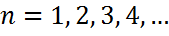 n = 1, 2, 3, 4, ...